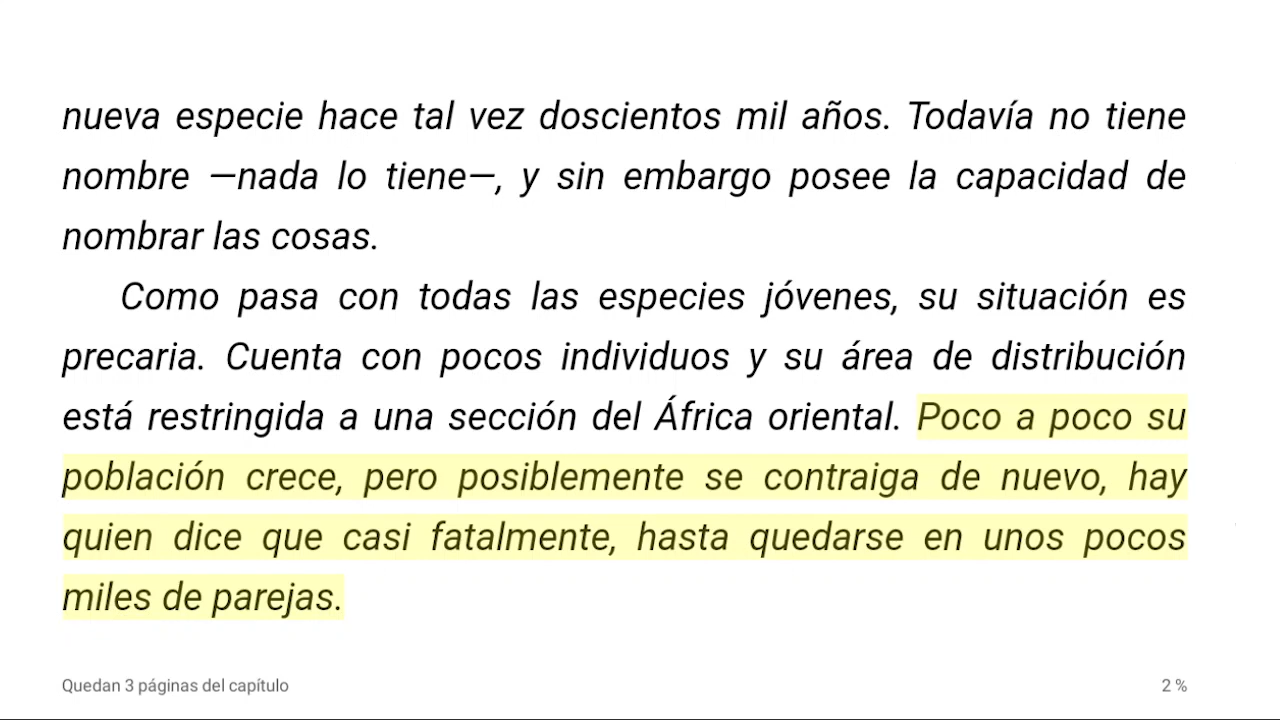 nueva especie hace tal vez doscientos mil años. Todavía no tiene
nombre —nada lo tiene—, y sin embargo posee la capacidad de
nombrar las cosas.
Como pasa con todas las especies jóvenes, su situación es
precaria. Cuenta con pocos individuos y su área de distribución
está restringida a una sección del África oriental. Poco a poco su
población crece, pero posiblemente se contraiga de nuevo, hay
quien dice que casi fatalmente, hasta quedarse en unos pocos
miles de parejas.
Quedan 3 páginas del capítulo
2 %